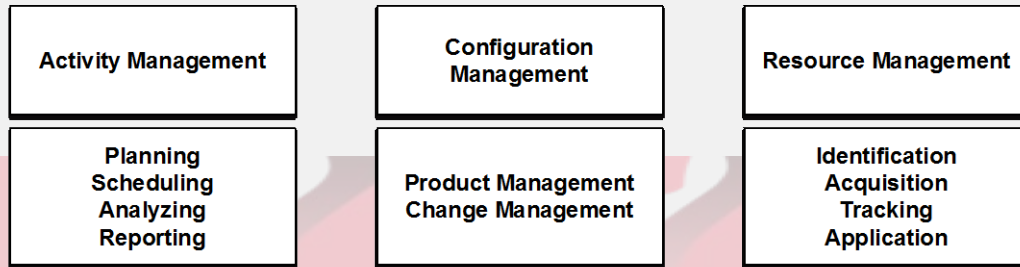 Activity Management
Configuration
Management
Resource Management
Planning
Scheduling
Analyzing
Reporting
Product Management
Change Management
Identification
Acquisition
Tracking
Application